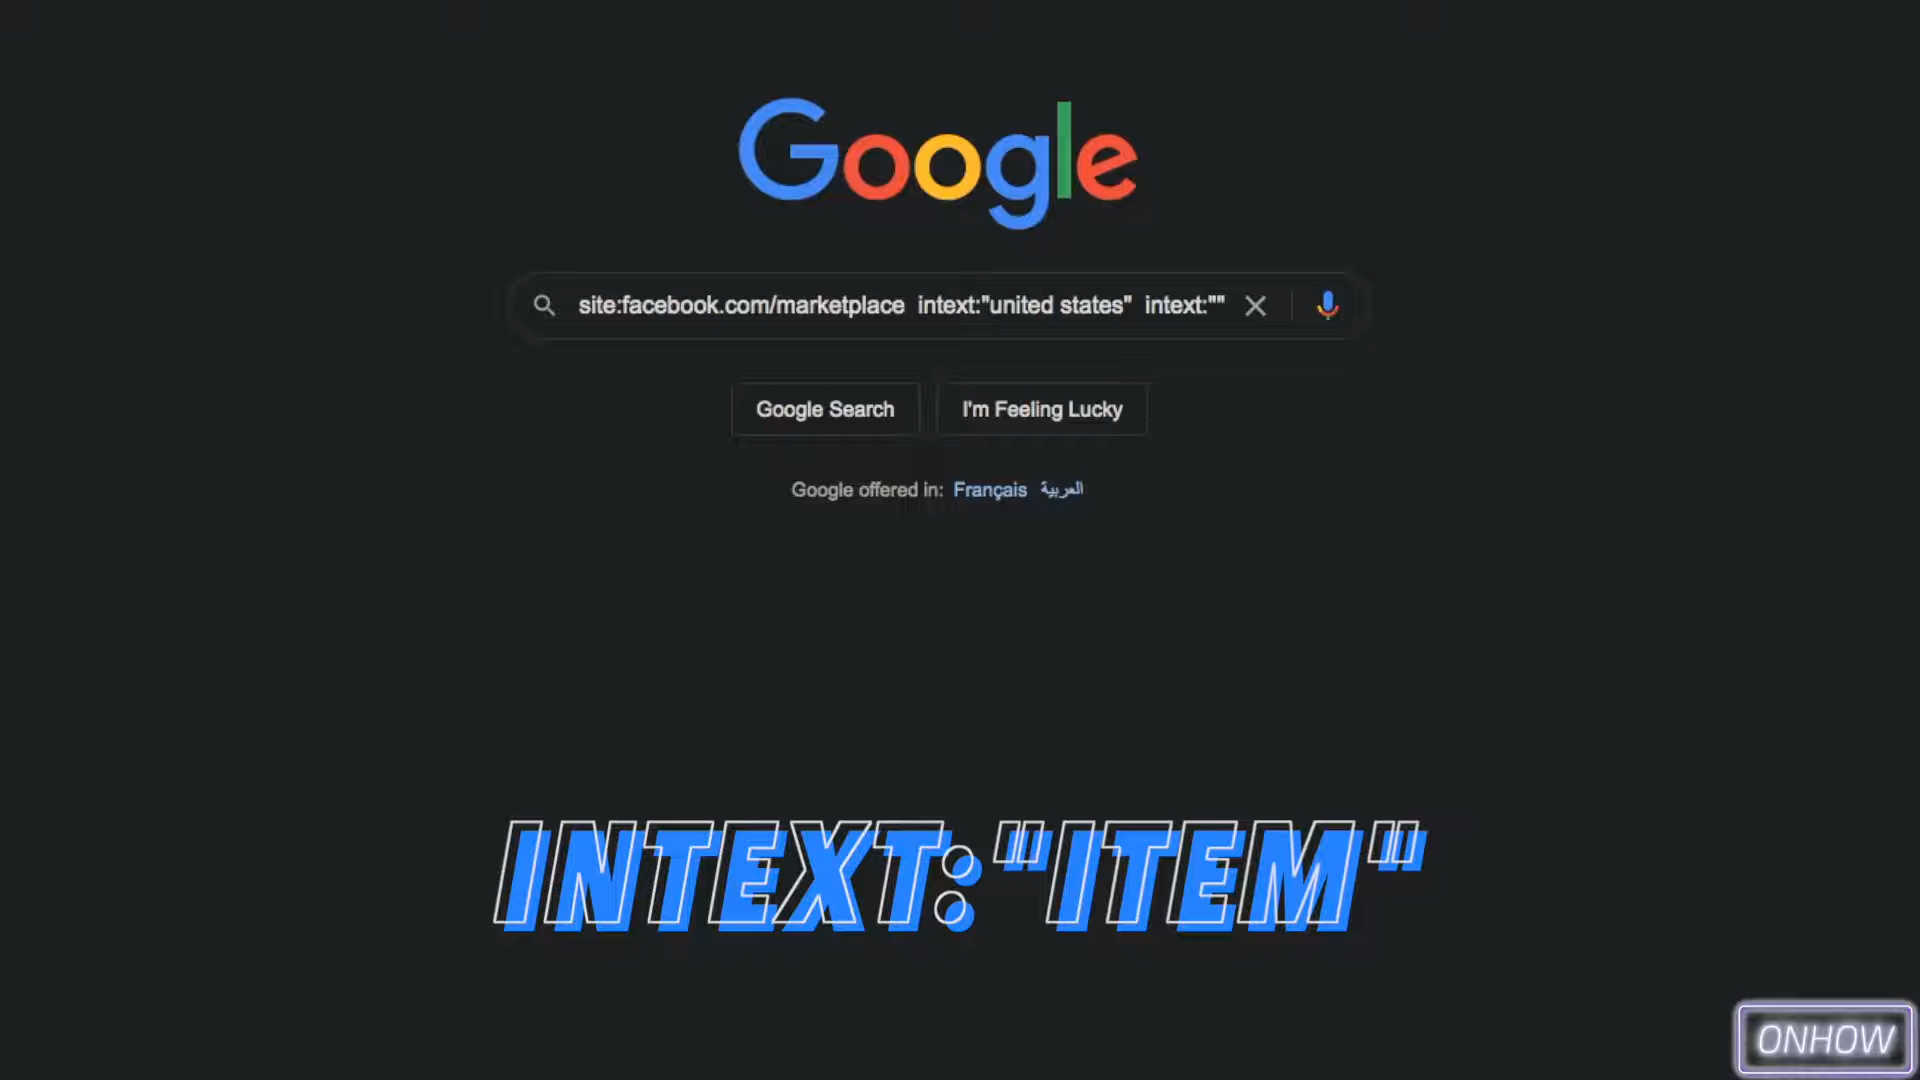 Google
site:facebook.com/marketplace  intext:"united states"  intext:""
Google Search
I'm Feeling Lucky
Google offered in: Français العربية
INTEXT:"ITEM"
ONHOW